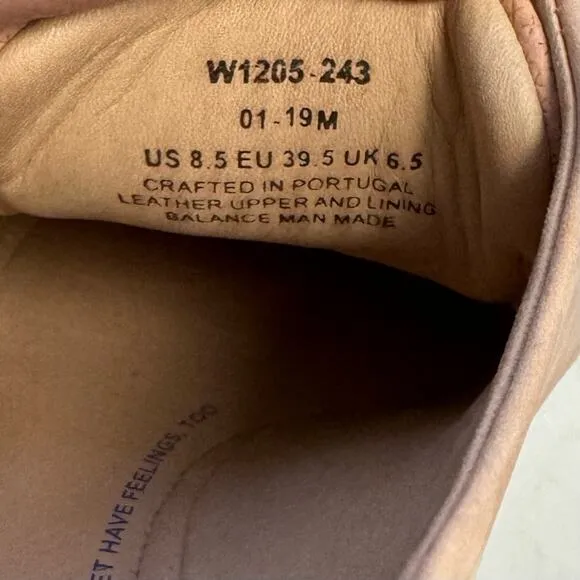 W1205-243
01-19M
US 8.5 EU 39.5 UK 6.5
CRAFTED IN PORTUGAL
LEATHER UPPER AND LINING
BALANCE MAN MADE
HAVE FEELINGS, TOO